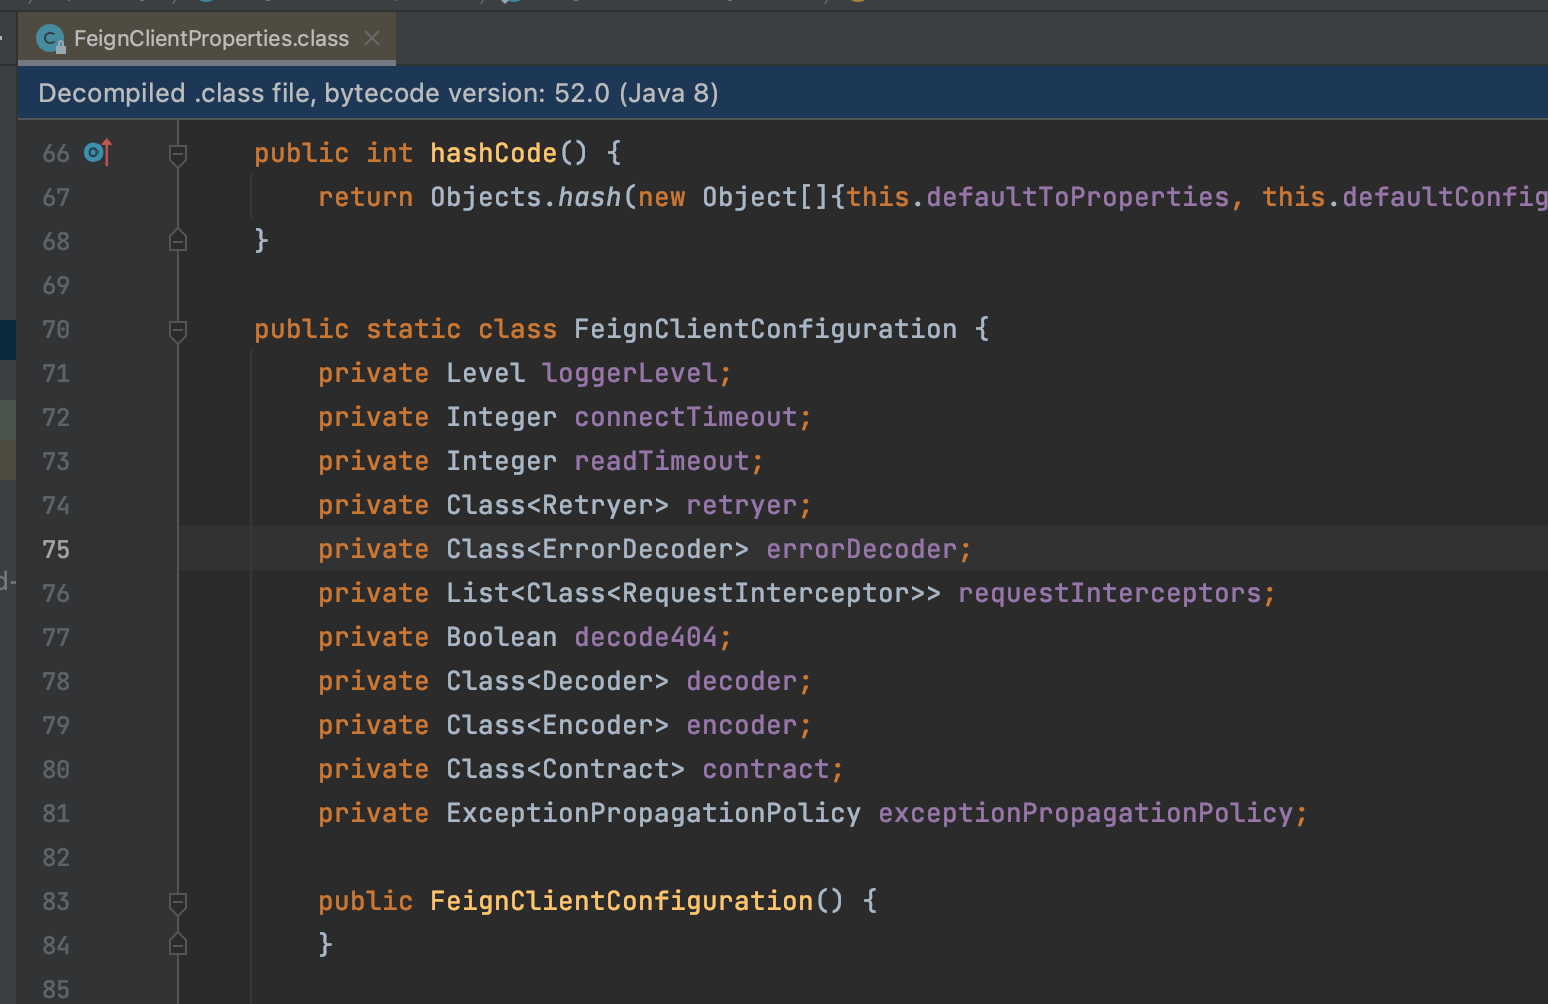 FeignClientProperties.class
Decompiled .class file, bytecode version: 52.0 (Java 8)
66 public int hashCode() {
67 return Objects.hash(new Object[]{this.defaultToProperties, this.defaultConfig
68 }
69
70 public static class FeignClientConfiguration {
71 private Level loggerLevel;
72 private Integer connectTimeout;
73 private Integer readTimeout;
74 private Class<Retryer> retryer;
75 private Class<ErrorDecoder> errorDecoder;
76 private List<Class<RequestInterceptor>> requestInterceptors;
77 private Boolean decode404;
78 private Class<Decoder> decoder;
79 private Class<Encoder> encoder;
80 private Class<Contract> contract;
81 private ExceptionPropagationPolicy exceptionPropagationPolicy;
82
83 public FeignClientConfiguration() {
84 }
85